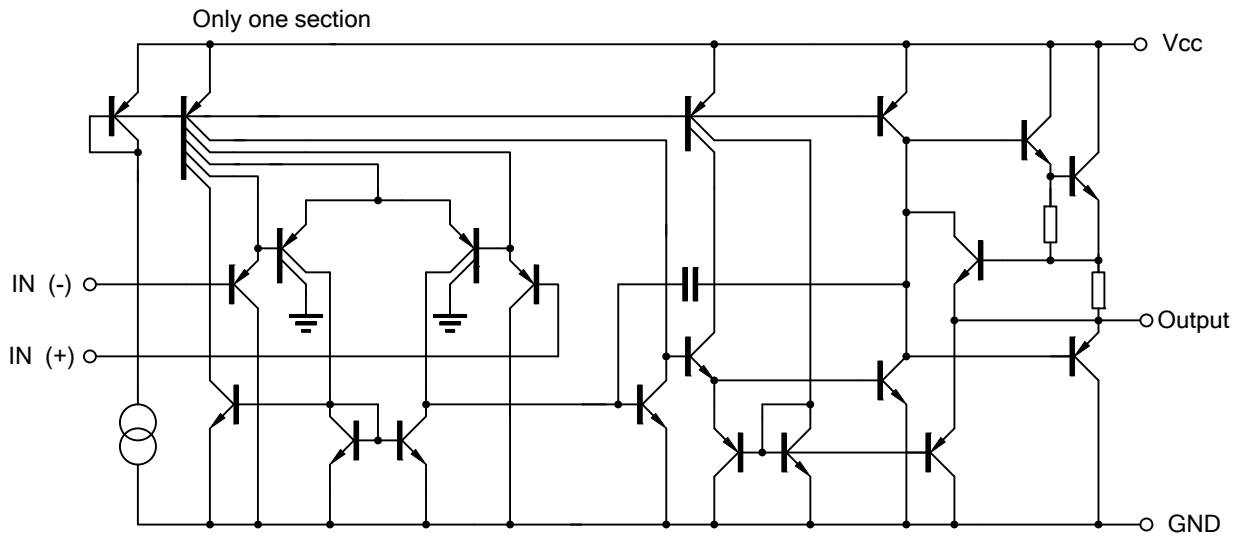 Only one section
Vcc
IN (-)
Output
IN (+)
GND